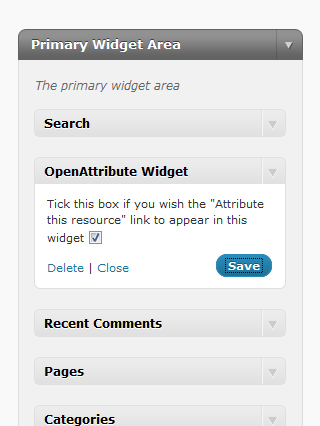 Primary Widget Area
The primary widget area
Search
OpenAttribute Widget
Tick this box if you wish the "Attribute
this resource" link to appear in this
widget
Delete | Close
Save
Recent Comments
Pages
Categories